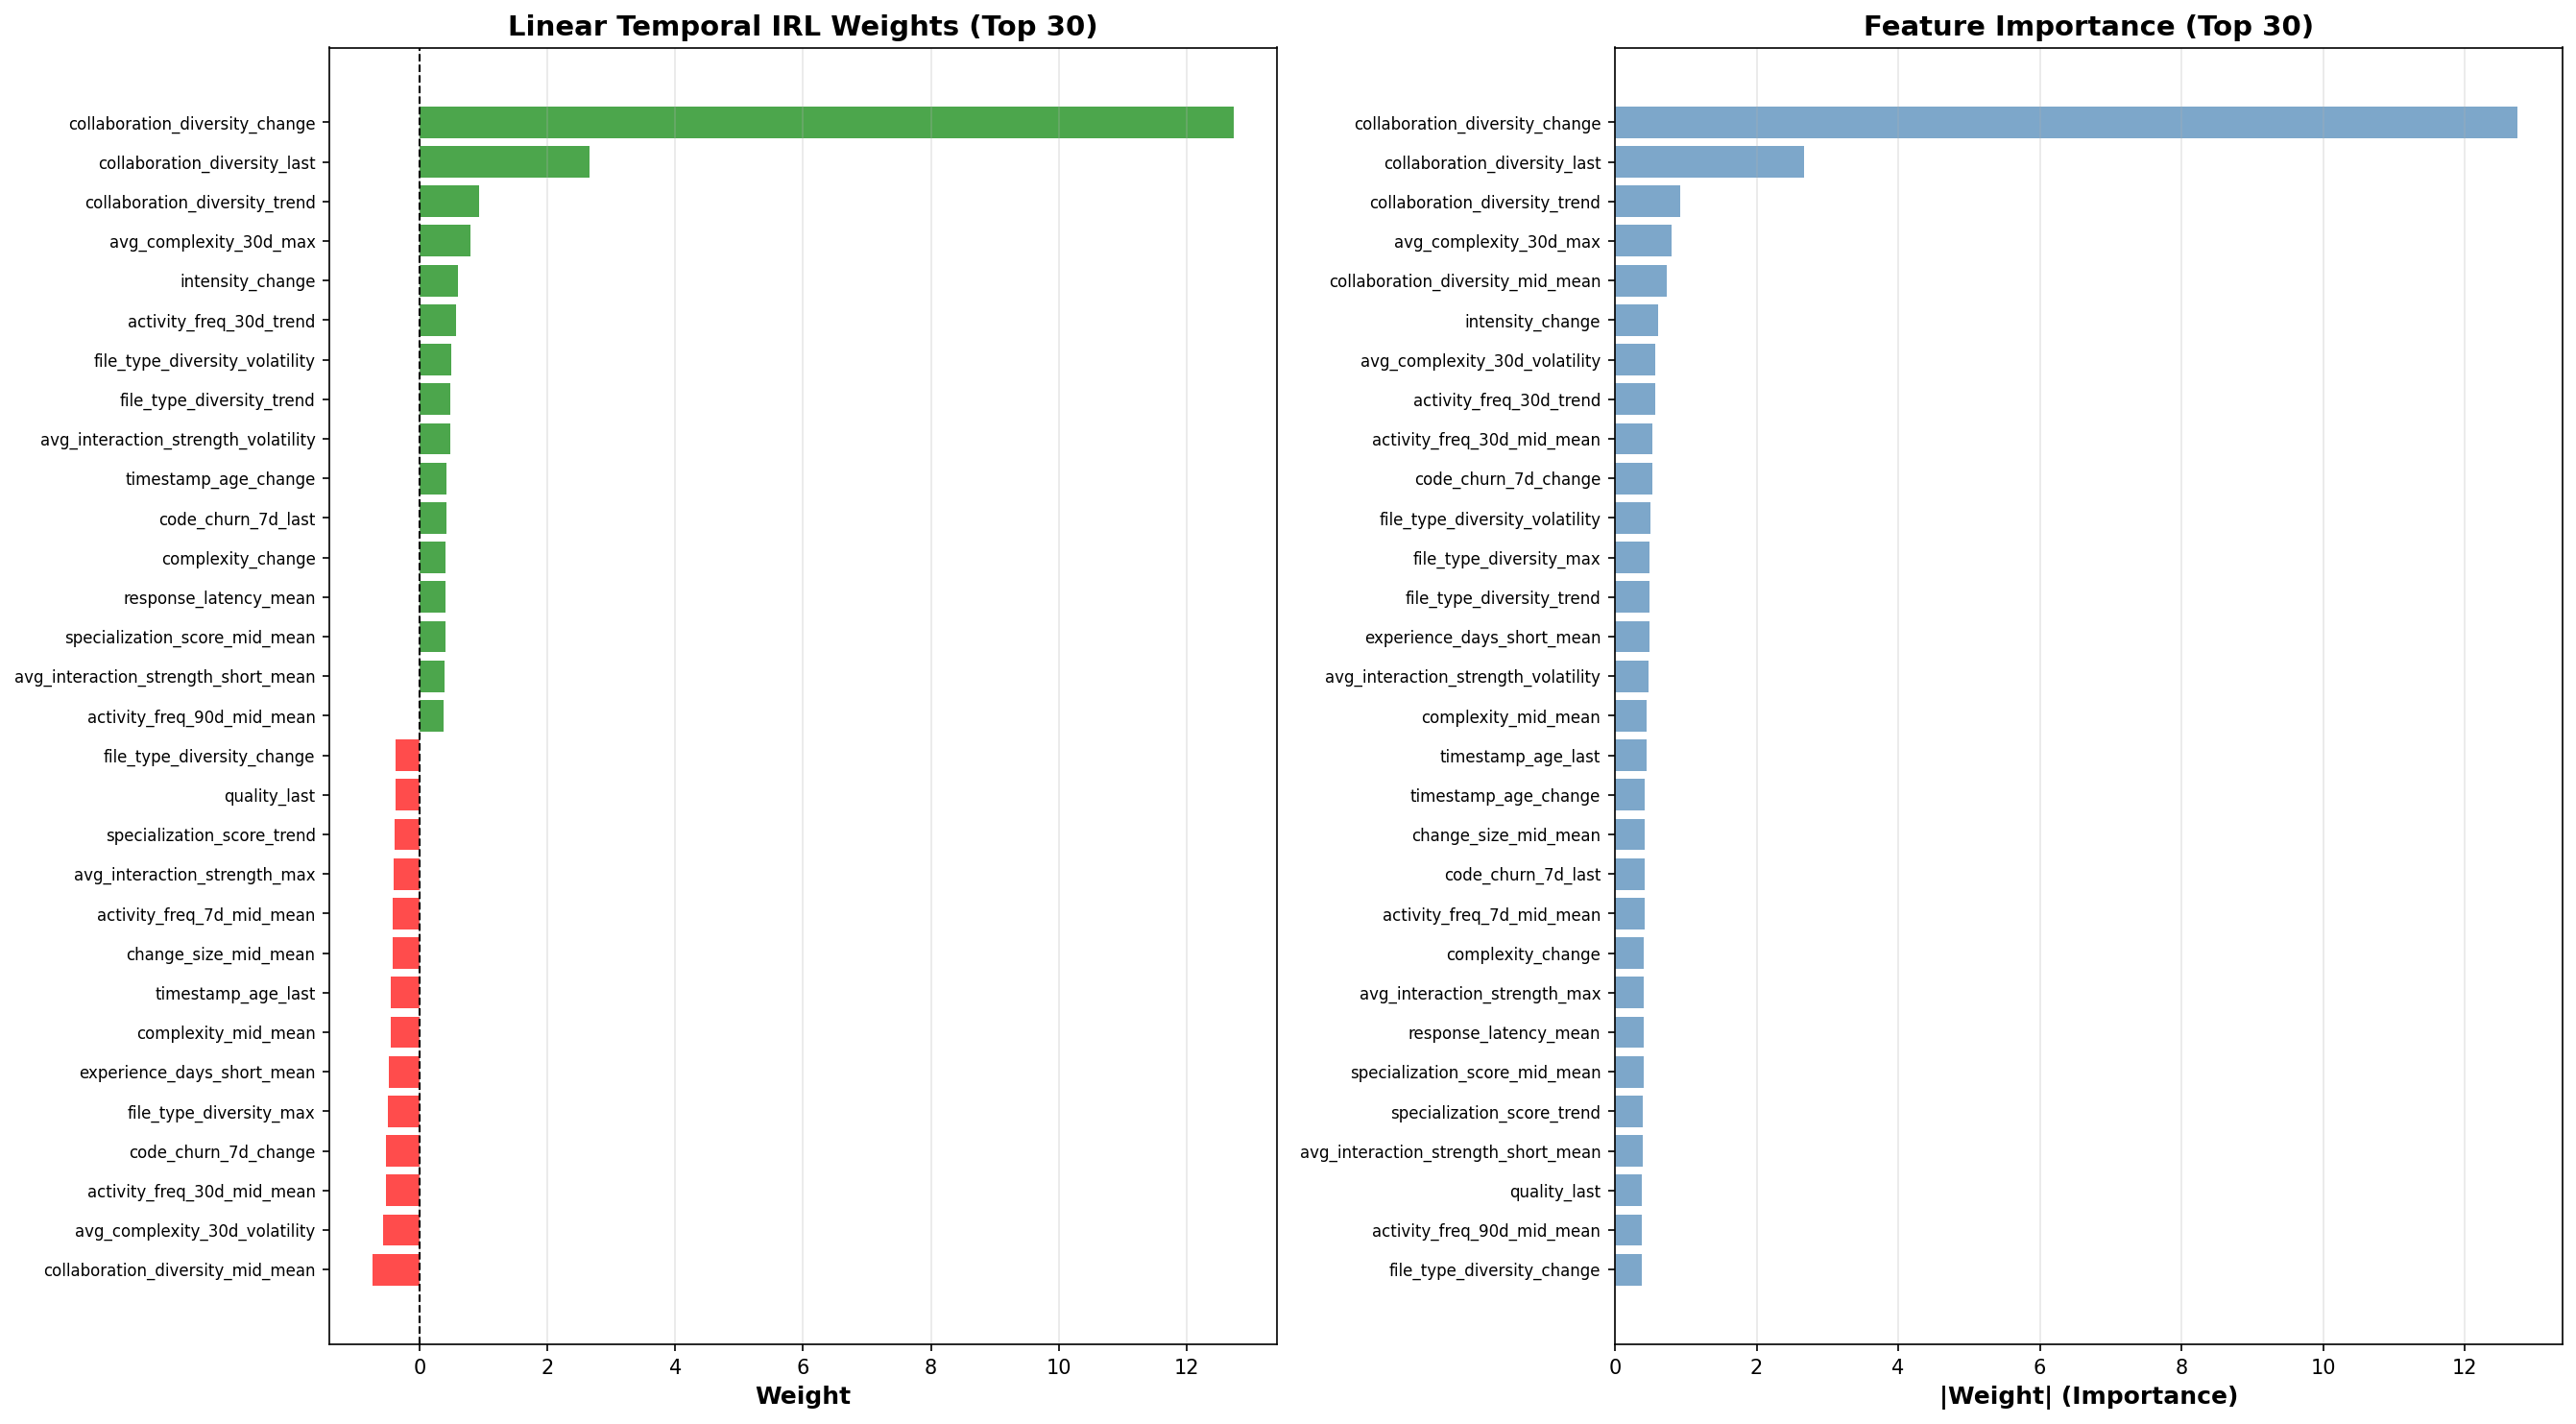 Linear Temporal IRL Weights (Top 30)
collaboration_diversity_change
collaboration_diversity_last
collaboration_diversity_trend
avg_complexity_30d_max
intensity_change
activity_freq_30d_trend
file_type_diversity_volatility
file_type_diversity_trend
avg_interaction_strength_volatility
timestamp_age_change
code_churn_7d_last
complexity_change
response_latency_mean
specialization_score_mid_mean
avg_interaction_strength_short_mean
activity_freq_90d_mid_mean
file_type_diversity_change
quality_last
specialization_score_trend
avg_interaction_strength_max
activity_freq_7d_mid_mean
change_size_mid_mean
timestamp_age_last
complexity_mid_mean
experience_days_short_mean
file_type_diversity_max
code_churn_7d_change
activity_freq_30d_mid_mean
avg_complexity_30d_volatility
collaboration_diversity_mid_mean
0 2 4 6 8 10 12
Weight
Feature Importance (Top 30)
collaboration_diversity_change
collaboration_diversity_last
collaboration_diversity_trend
avg_complexity_30d_max
collaboration_diversity_mid_mean
intensity_change
avg_complexity_30d_volatility
activity_freq_30d_trend
activity_freq_30d_mid_mean
code_churn_7d_change
file_type_diversity_volatility
file_type_diversity_max
file_type_diversity_trend
experience_days_short_mean
avg_interaction_strength_volatility
complexity_mid_mean
timestamp_age_last
timestamp_age_change
change_size_mid_mean
code_churn_7d_last
activity_freq_7d_mid_mean
complexity_change
avg_interaction_strength_max
response_latency_mean
specialization_score_mid_mean
specialization_score_trend
avg_interaction_strength_short_mean
quality_last
activity_freq_90d_mid_mean
file_type_diversity_change
0 2 4 6 8 10 12
|Weight| (Importance)